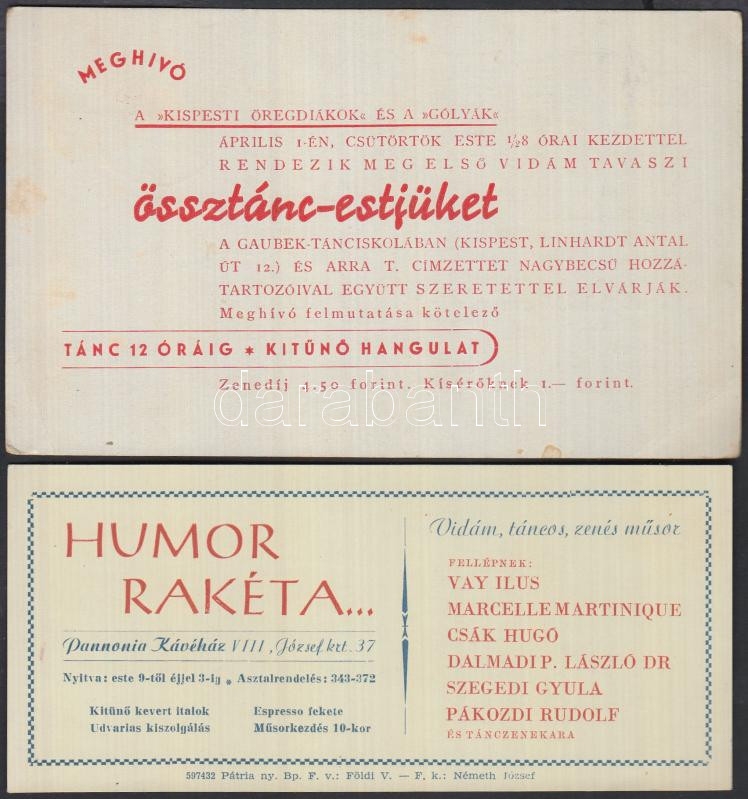 MEGHIVÓ
A »KISPESTI ÖREGDIÁKOK« ÉS A »GÓLYÁK«
ÁPRILIS 1-ÉN, CSÜTÖRTÖK ESTE 1/28 ÓRAI KEZDETTEL
RENDEZIK MEG ELSŐ VIDÁM TAVASZI
össztánc-estjüket
A GAUBEK-TÁNCISKOLÁBAN (KISPEST, LINHARDT ANTAL
ÚT 12.) ÉS ARRA T. CÍMZETTET NAGYBECSŰ HOZZÁ-
TARTOZÓIVAL EGYÜTT SZERETETTEL ELVÁRJÁK.
Meghívó felmutatása kötelező
TÁNC 12 ÓRÁIG * KITŰNŐ HANGULAT
Zenedíj 4.50 forint. Kísérőknek 1.— forint.
darabanth
HUMOR
RAKÉTA...
Pannonia Kávéház VIII, József krt. 37
Nyitva: este 9-től éjjel 3-ig * Asztalrendelés: 343-372
Kitűnő kevert italok
Udvarias kiszolgálás
Espresso fekete
Műsorkezdés 10-kor
Vidám, táncos, zenés műsor
FELLÉPNEK:
VAY ILUS
MARCELLE MARTINIQUE
CSÁK HUGÓ
DALMADI P. LÁSZLÓ DR
SZEGEDI GYULA
PÁKOZDI RUDOLF
ÉS TÁNCZENEKARA
597432 Pátria ny. Bp. F. v.: Földi V. — F. k.: Németh József